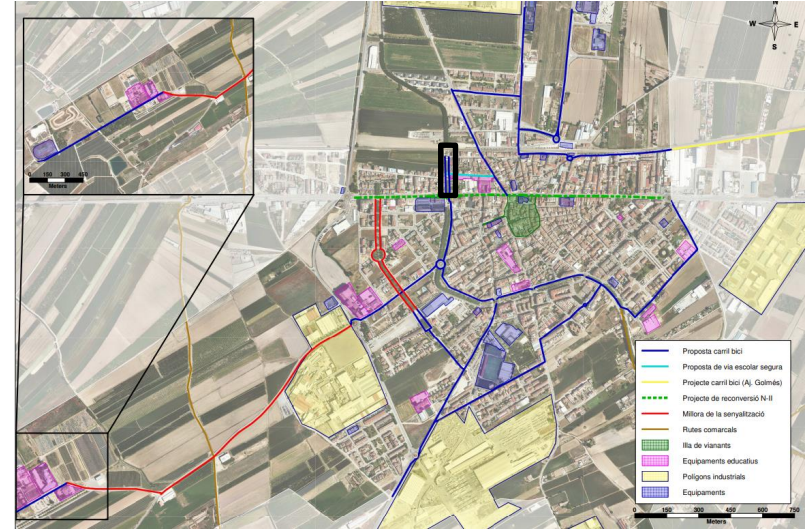 N
W E
S
0 150 300 450
Meters
Proposta carril bici
Proposta de via escolar segura
Projecte carril bici (Aj. Golmés)
Projecte de reconversió N-II
Millora de la senyalització
Rutes comarcals
Illa de vianants
Equipaments educatius
Polígons industrials
Equipaments
0 150 300 450 600 750
Meters